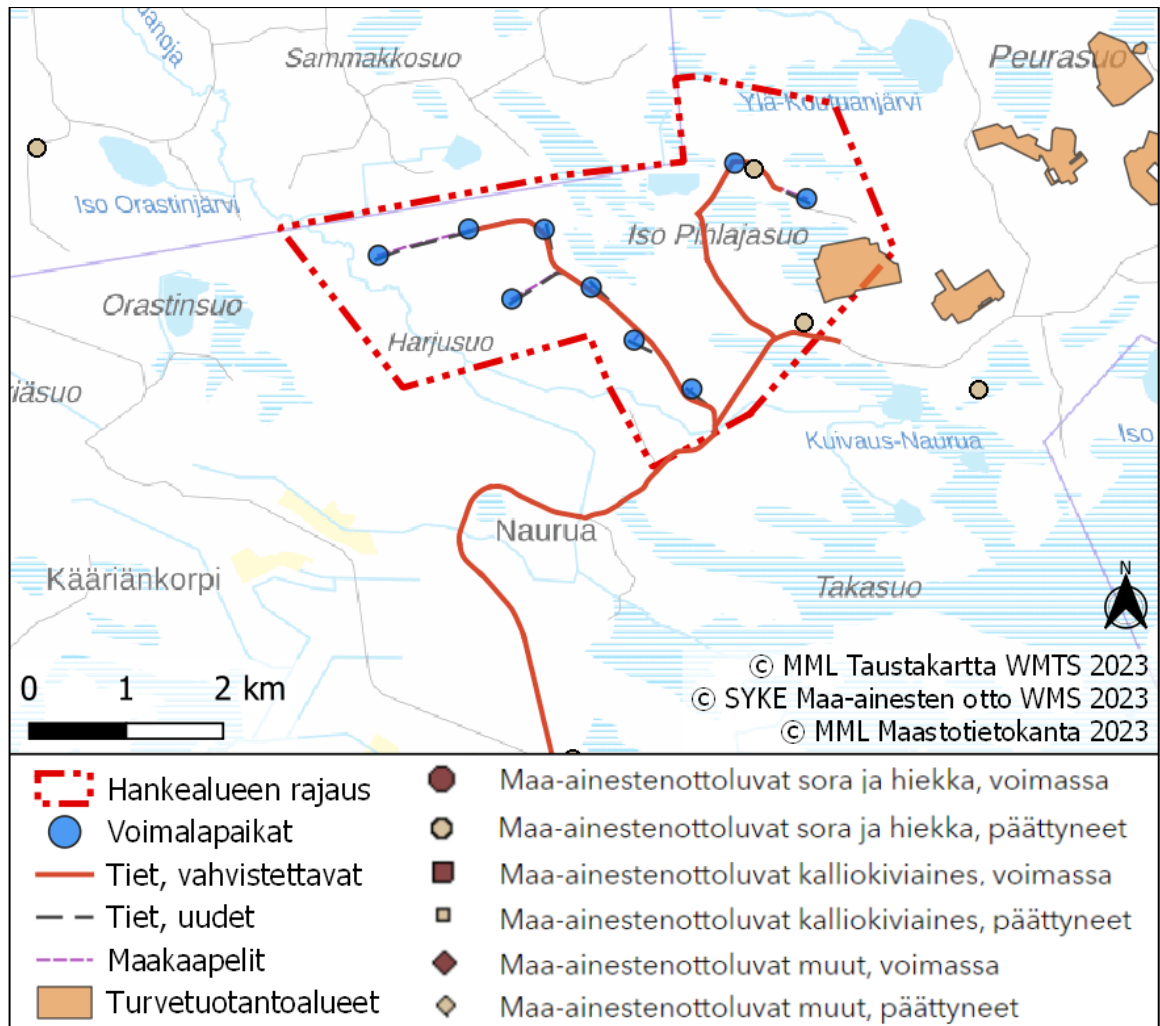 Sammakkosuo
Peurasuo
Ylä-Koutuanjärvi
Iso Orastinjärvi
Iso Pihlajasuo
Orastinsuo
Harjusuo
Kuivaus-Naurua
Iso
Naurua
Kääriänkorpi
Takasuo
N
© MML Taustakartta WMTS 2023
0 1 2 km
© SYKE Maa-ainesten otto WMS 2023
© MML Maastotietokanta 2023
Hankealueen rajaus
Voimalapaikat
Tiet, vahvistettavat
Tiet, uudet
Maakaapelit
Turvetuotantoalueet
Maa-ainestenottoluvat sora ja hiekka, voimassa
Maa-ainestenottoluvat sora ja hiekka, päättyneet
Maa-ainestenottoluvat kalliokiviaines, voimassa
Maa-ainestenottoluvat kalliokiviaines, päättyneet
Maa-ainestenottoluvat muut, voimassa
Maa-ainestenottoluvat muut, päättyneet